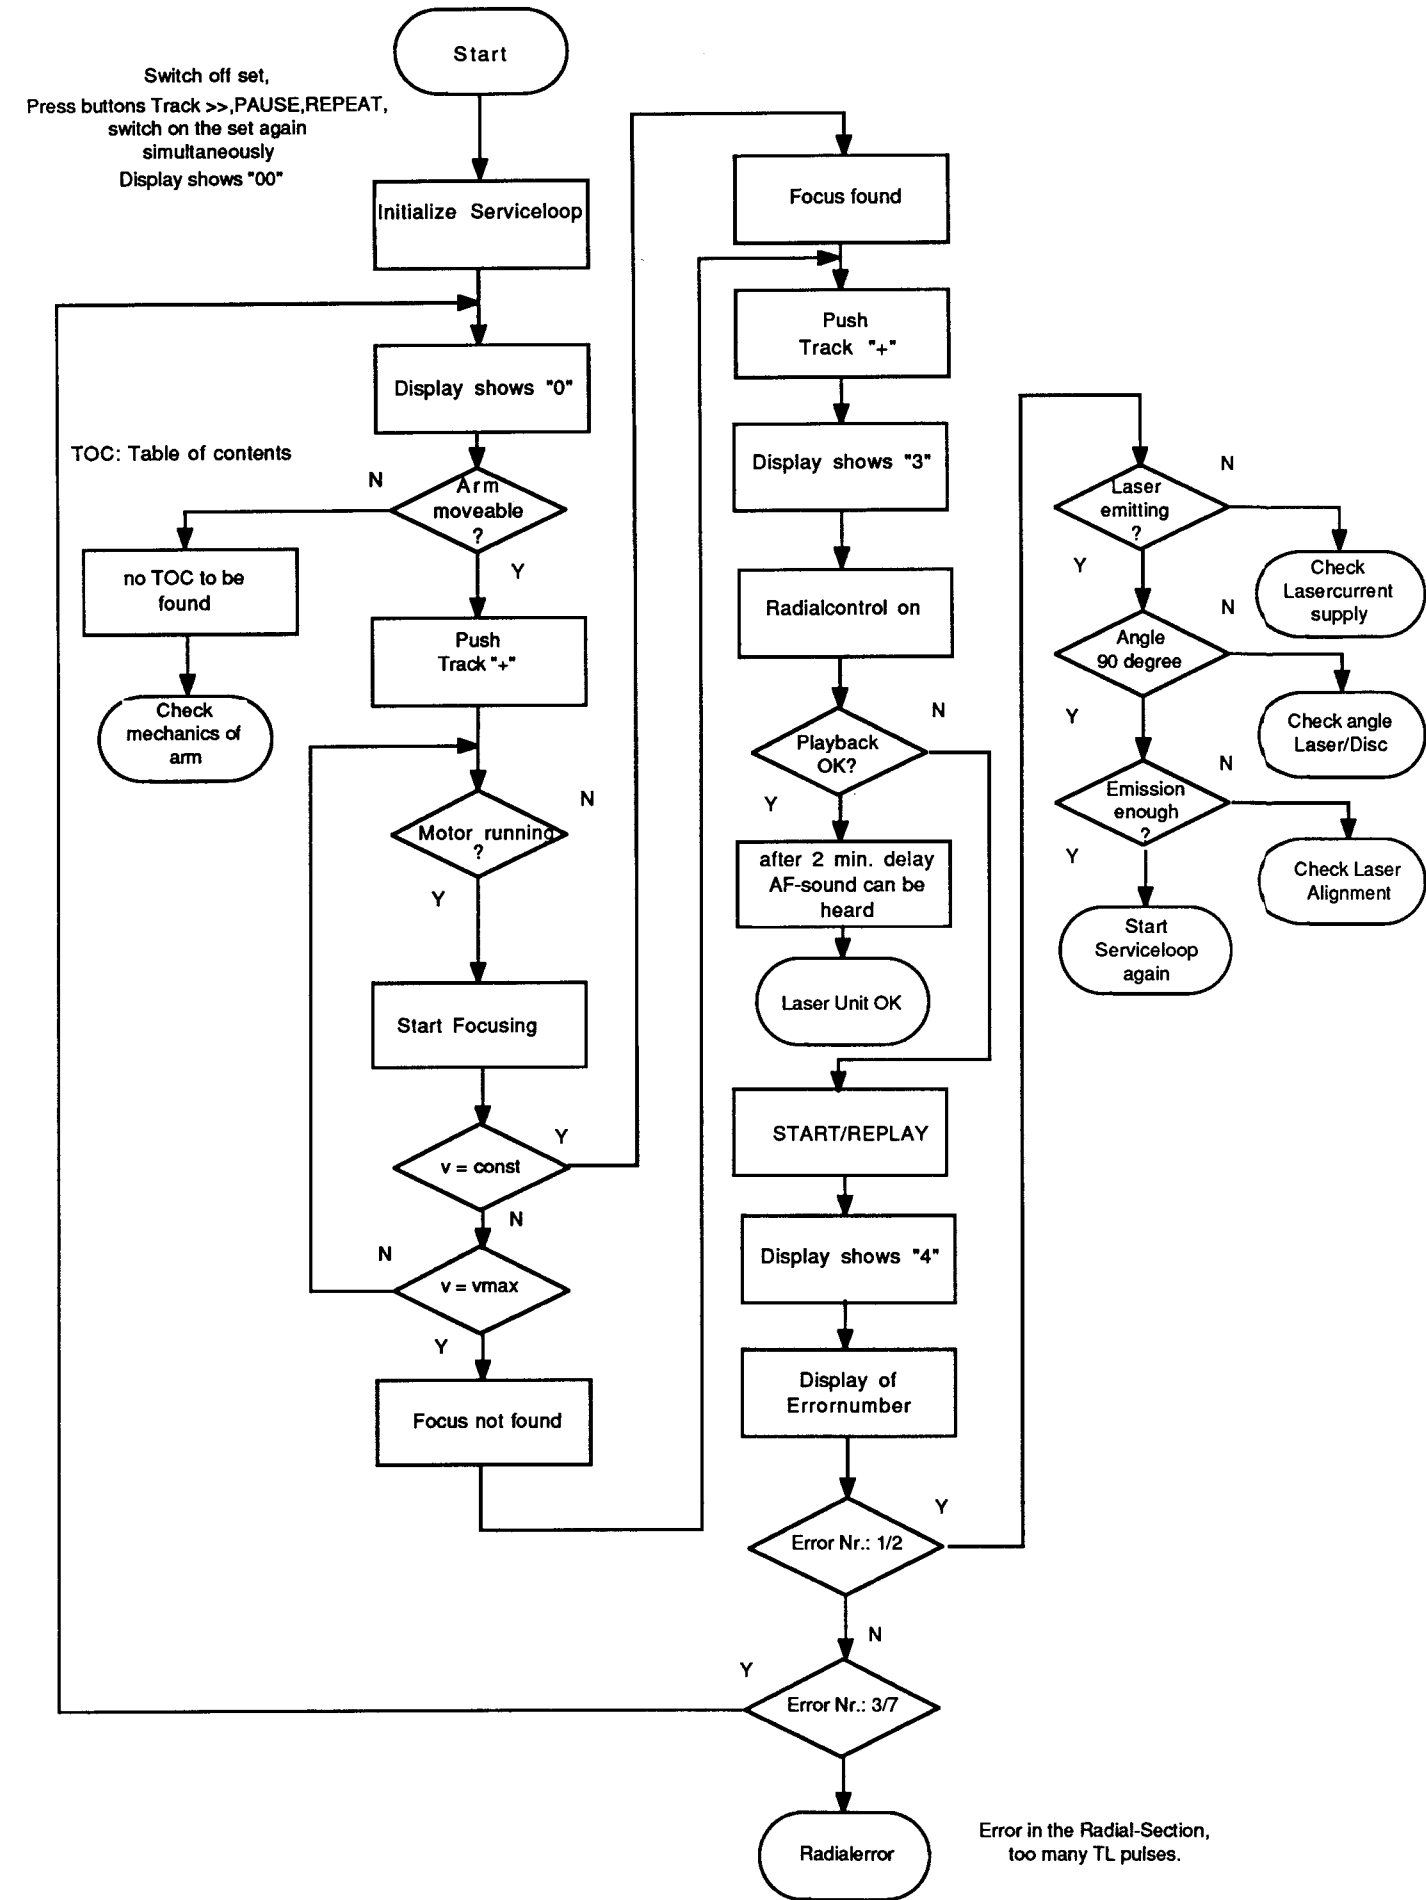 Start
Switch off set,
Press buttons Track >>,PAUSE,REPEAT,
switch on the set again
simultaneously
Display shows "00"
Initialize Serviceloop
Display shows "0"
TOC: Table of contents
N
Arm
moveable
?
Y
no TOC to be
found
Check
mechanics of
arm
Push
Track "+"
N
Motor running
?
Y
Start Focusing
Y
v = const
N
N
v = vmax
Y
Focus not found
Focus found
Push
Track "+"
Display shows "3"
Radialcontrol on
N
Playback
OK?
Y
after 2 min. delay
AF-sound can be
heard
Laser Unit OK
START/REPLAY
Display shows "4"
Display of
Errornumber
Y
Error Nr.: 1/2
N
Y
Error Nr.: 3/7
Radialerror
Error in the Radial-Section,
too many TL pulses.
N
Laser
emitting
?
Y
Check
Lasercurrent
supply
N
Angle
90 degree
Y
Check angle
Laser/Disc
N
Emission
enough
?
Y
Check Laser
Alignment
Start
Serviceloop
again